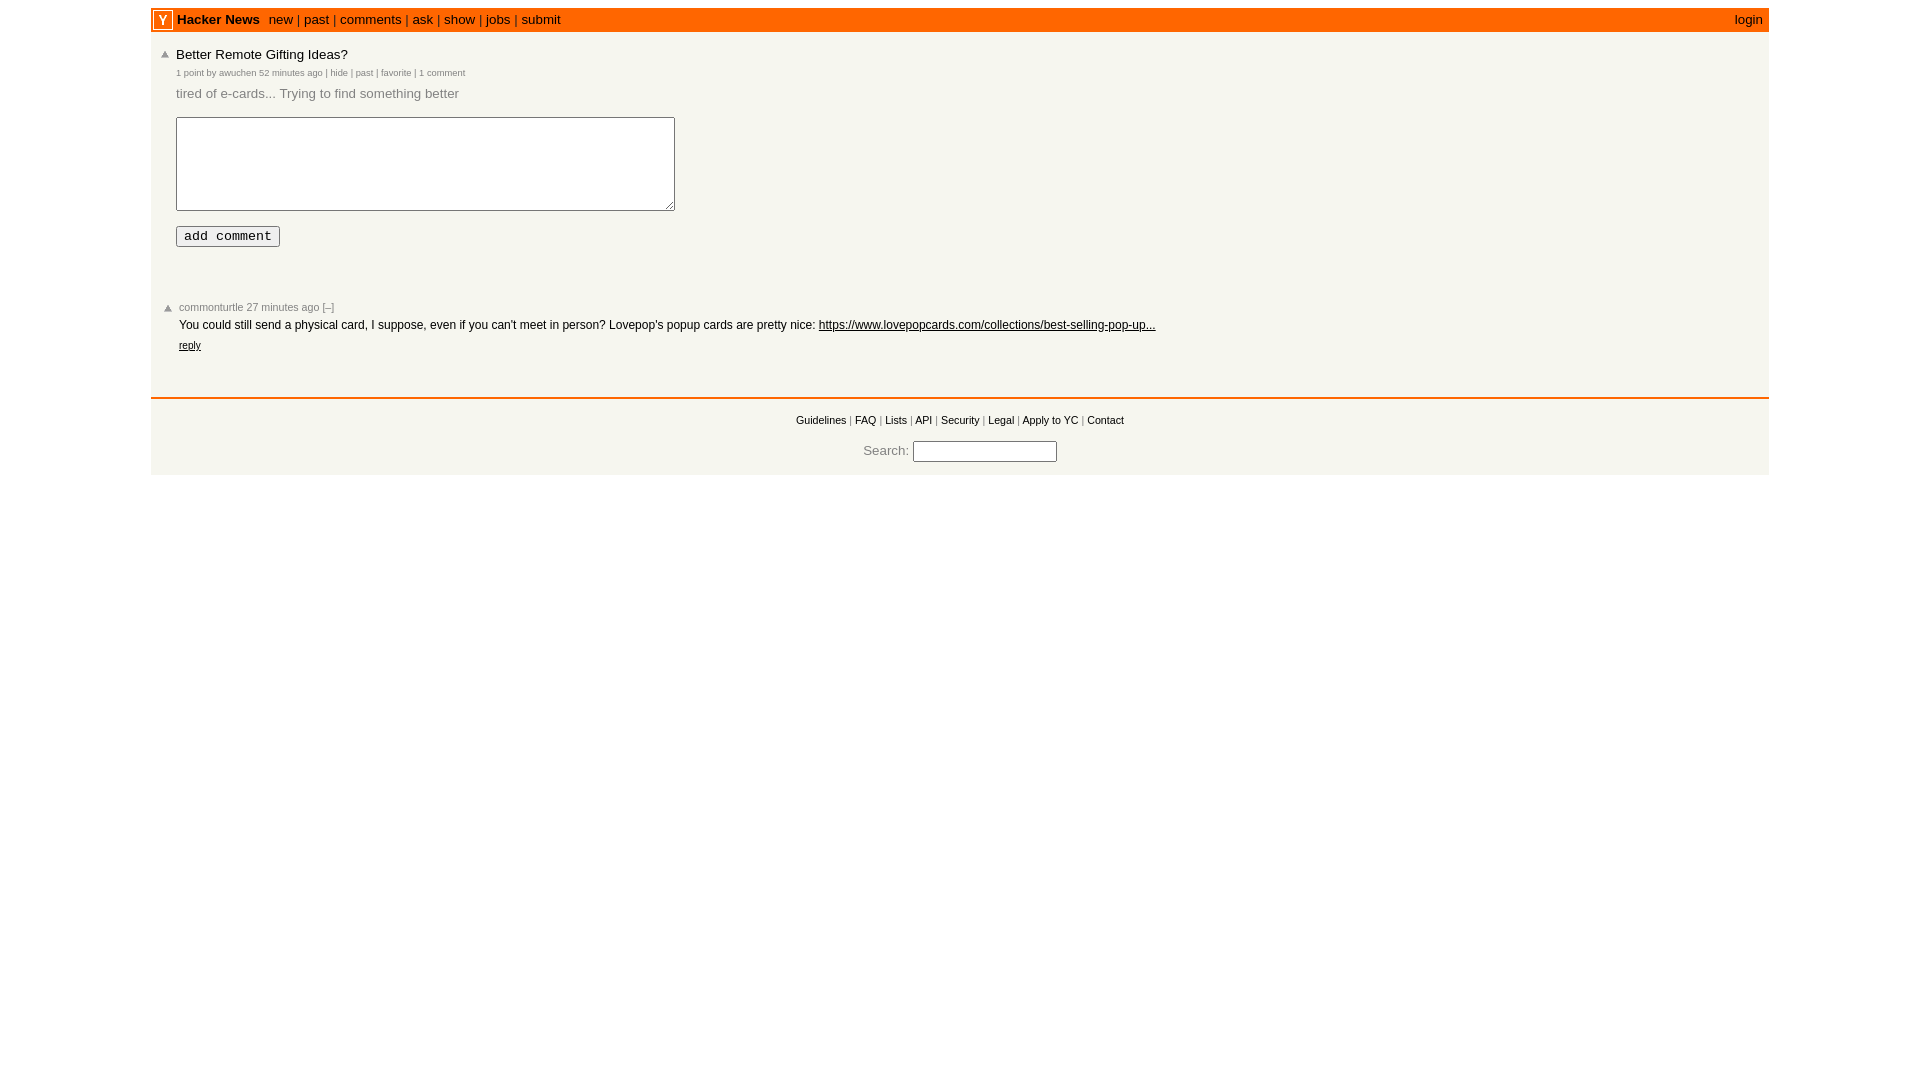 Y Hacker News new | past | comments | ask | show | jobs | submit login
Better Remote Gifting Ideas?
1 point by awuchen 52 minutes ago | hide | past | favorite | 1 comment
tired of e-cards... Trying to find something better
add comment
commonturtle 27 minutes ago [–]
You could still send a physical card, I suppose, even if you can't meet in person? Lovepop's popup cards are pretty nice: https://www.lovepopcards.com/collections/best-selling-pop-up...
reply
Guidelines | FAQ | Lists | API | Security | Legal | Apply to YC | Contact
Search: